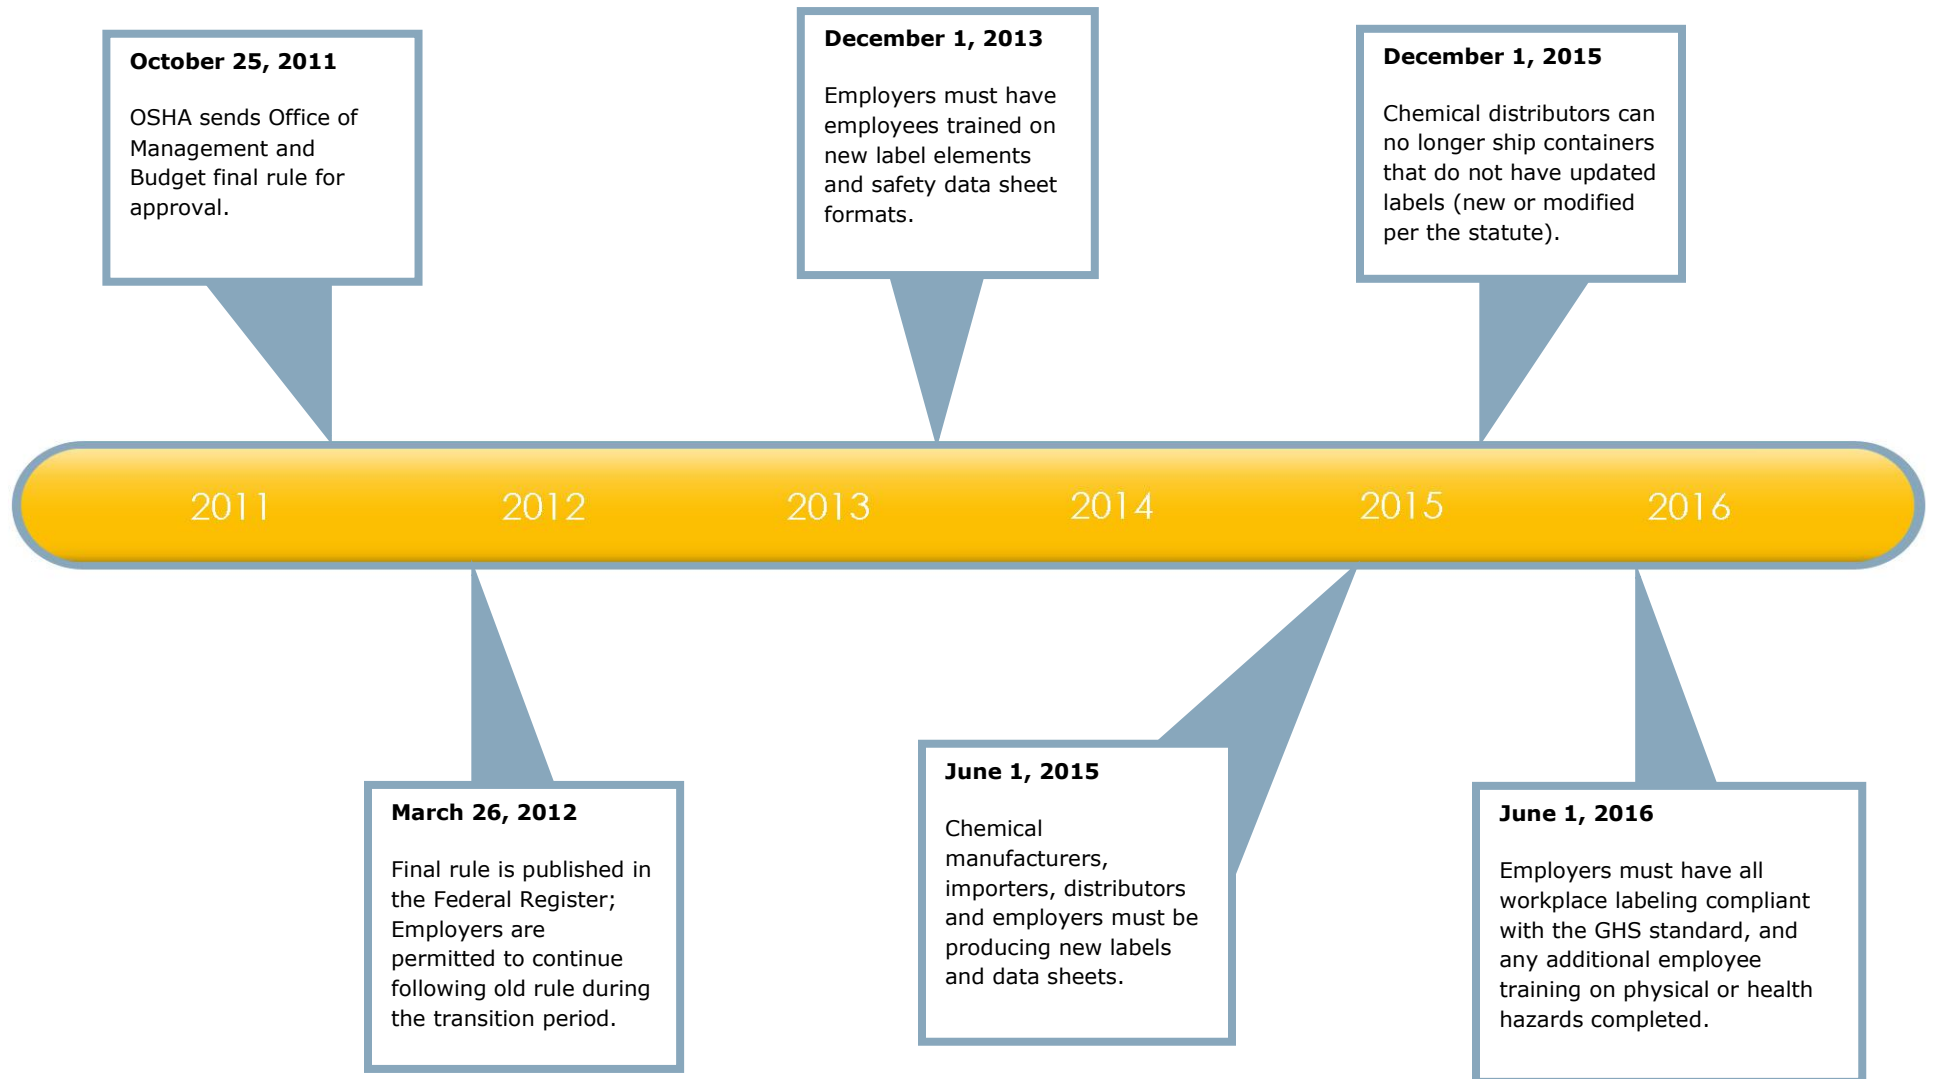 October 25, 2011
OSHA sends Office of
Management and
Budget final rule for
approval.
December 1, 2013
Employers must have
employees trained on
new label elements
and safety data sheet
formats.
December 1, 2015
Chemical distributors can
no longer ship containers
that do not have updated
labels (new or modified
per the statute).
2011
2012
2013
2014
2015
2016
March 26, 2012
Final rule is published in
the Federal Register;
Employers are
permitted to continue
following old rule during
the transition period.
June 1, 2015
Chemical
manufacturers,
importers, distributors
and employers must be
producing new labels
and data sheets.
June 1, 2016
Employers must have all
workplace labeling compliant
with the GHS standard, and
any additional employee
training on physical or health
hazards completed.